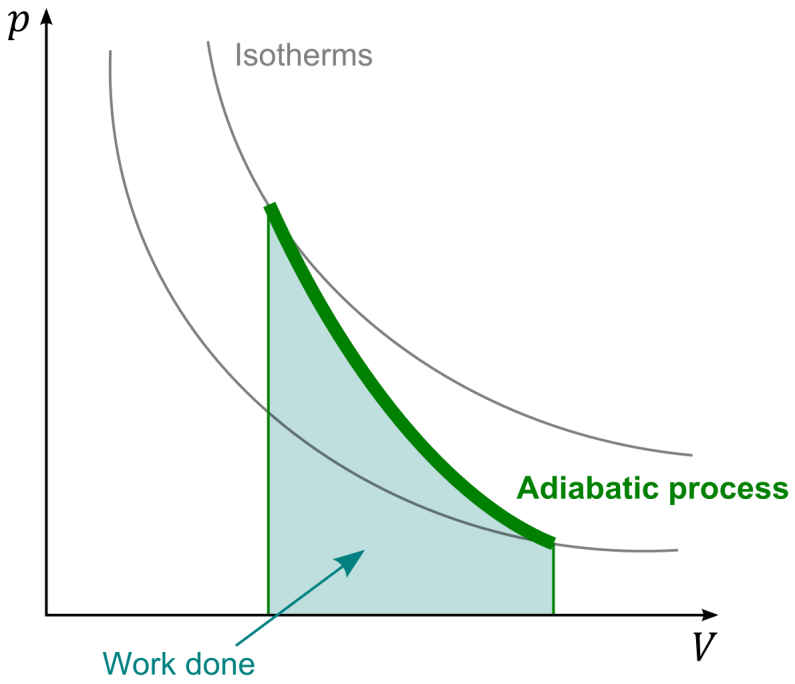 p
Isotherms
Adiabatic process
Work done
V